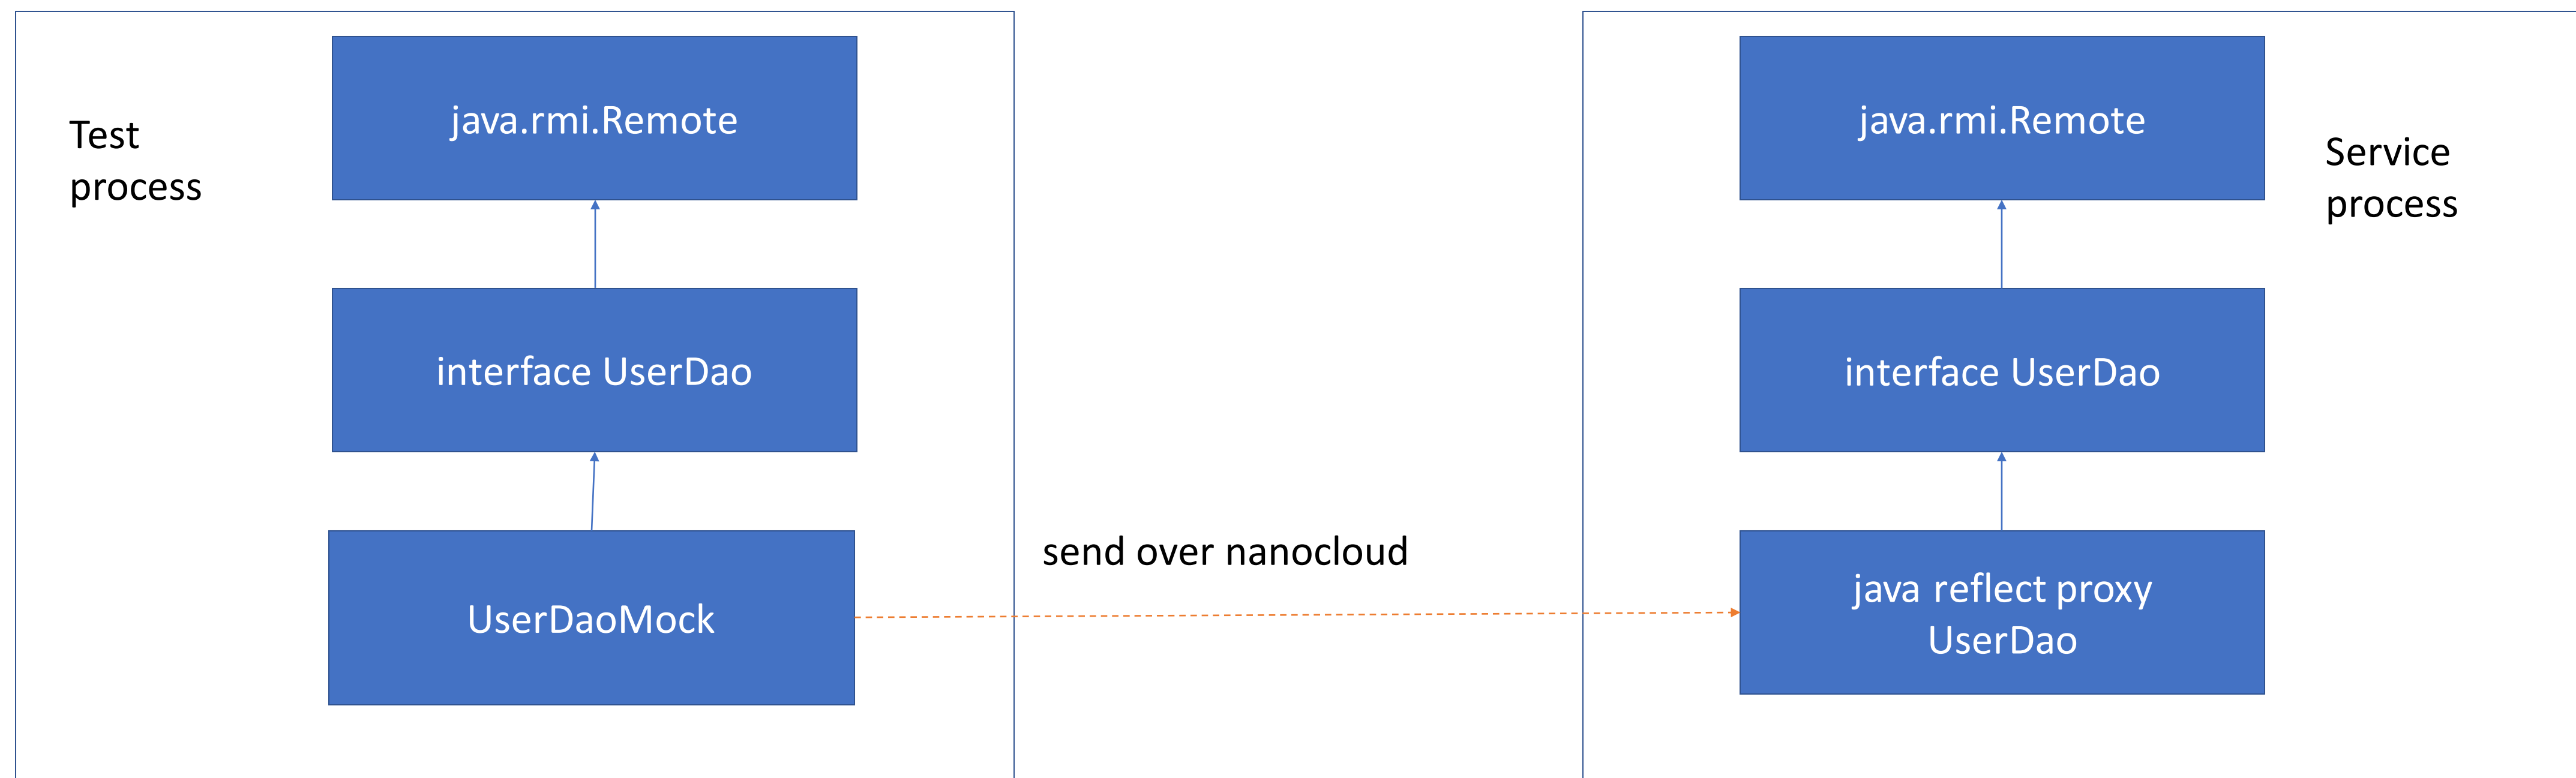 Test
process
java.rmi.Remote
interface UserDao
UserDaoMock
send over nanocloud
java.rmi.Remote
interface UserDao
java reflect proxy
UserDao
Service
process